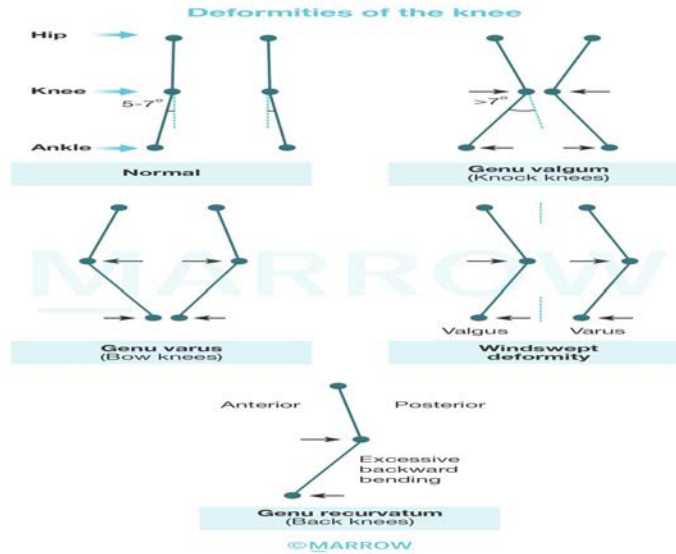 Deformities of the knee
Hip
Knee
5-7°
Ankle
Normal
>7°
Genu valgum
(Knock knees)
MARROW
Genu varus
(Bow knees)
Valgus
Varus
Windswept
deformity
Anterior
Posterior
Excessive
backward
bending
Genu recurvatum
(Back knees)
©MARROW